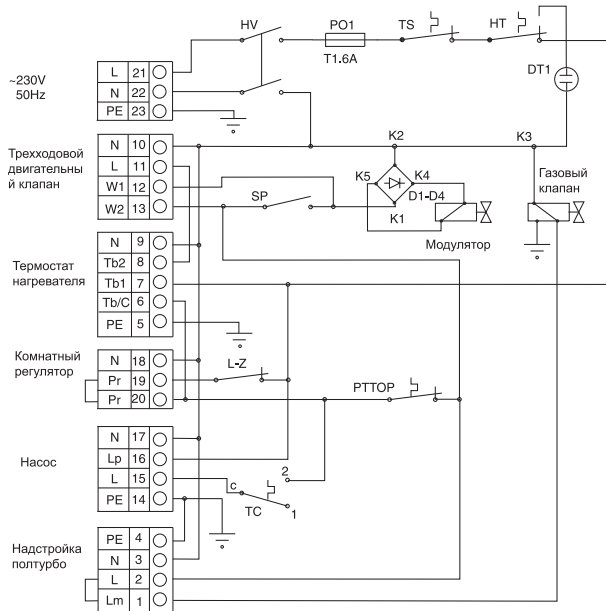 HV PO1 TS HT
T1.6A DT1
~230V
50Hz
L 21
N 22
PE 23
Трехходовой
двигательны
й клапан
N 10
L 11
W1 12
W2 13
SP
K2 K3
K5 K4
D1-D4
K1
Модулятор
Газовый
клапан
Термостат
нагревателя
N 9
Tb2 8
Tb1 7
Tb/C 6
PE 5
Комнатный
регулятор
N 18
Pr 19
Pr 20
L-Z
PTTOP
Насос
N 17
Lp 16
L 15
PE 14
c 2
TC 1
Надстройка
полтурбо
PE 4
N 3
L 2
Lm 1